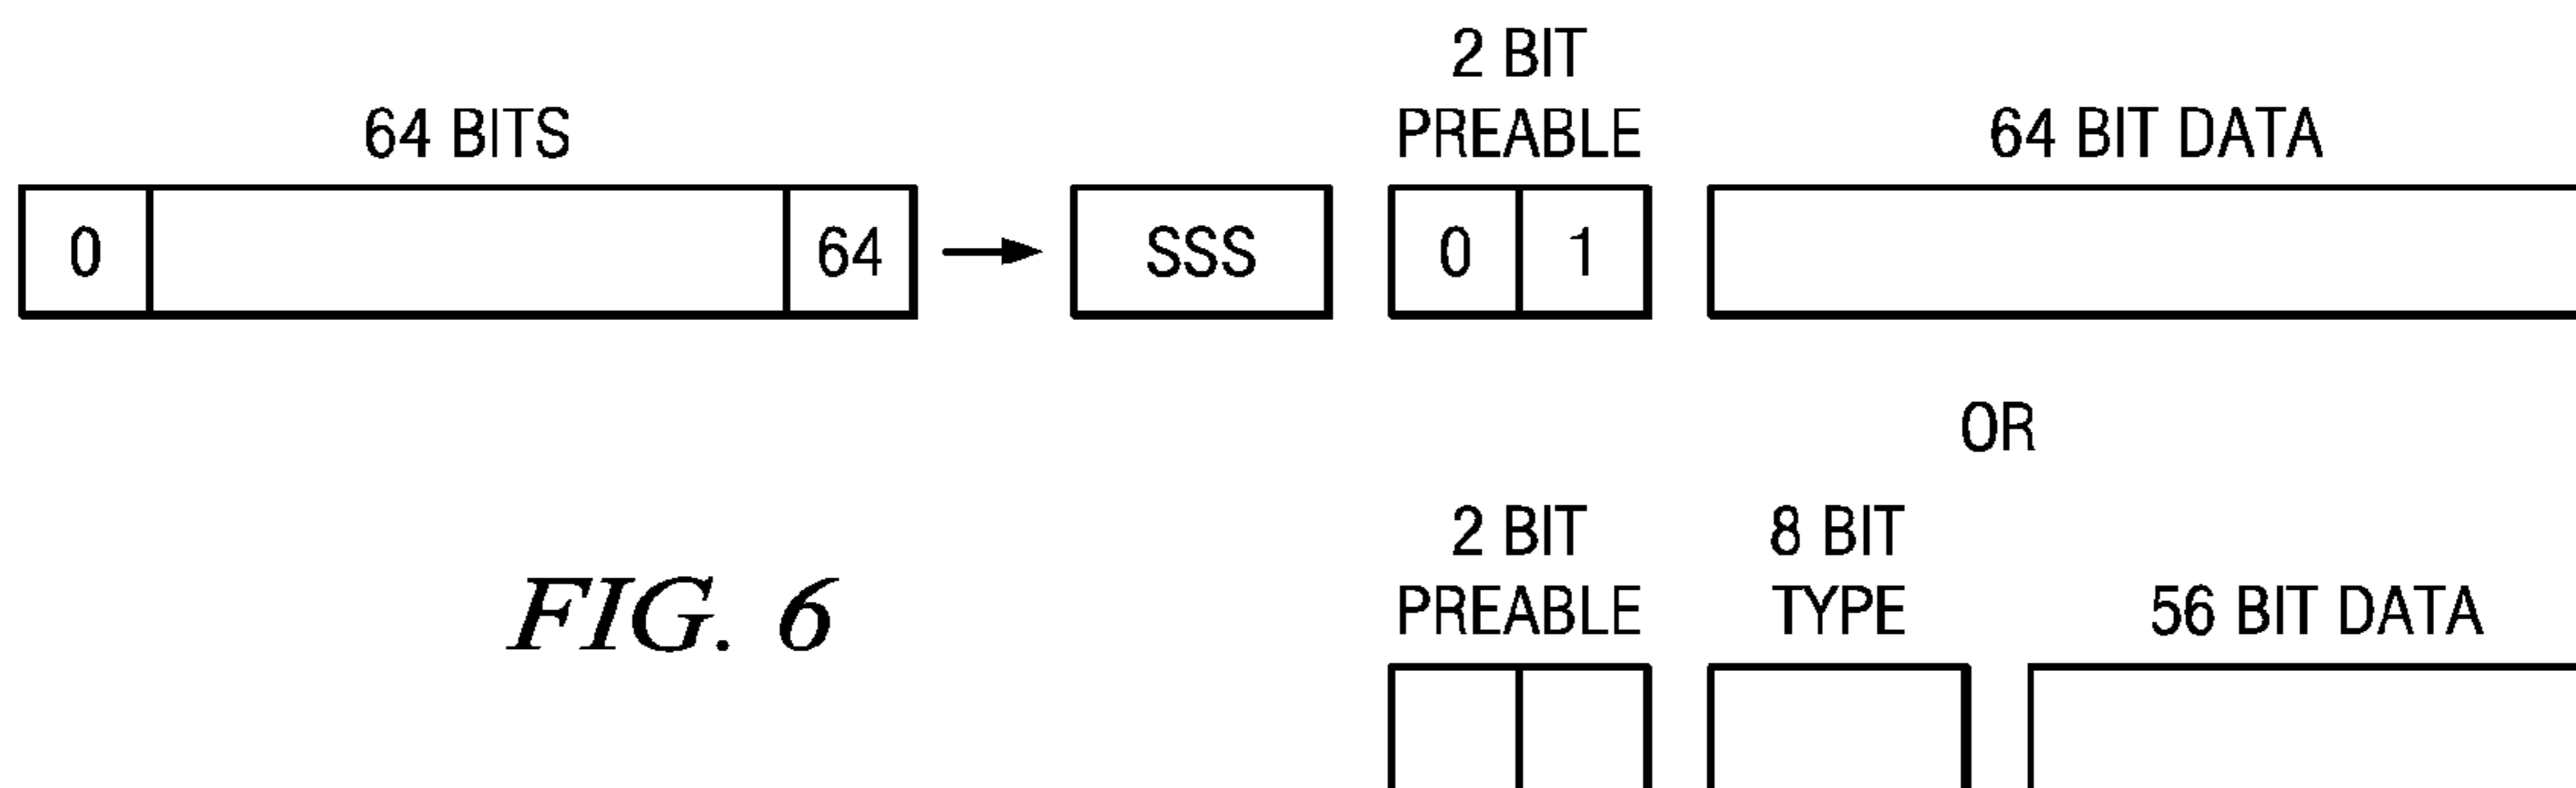 2 BIT
PREABLE
64 BITS
64 BIT DATA
0
64
SSS
0
1
OR
2 BIT
PREABLE
8 BIT
TYPE
56 BIT DATA
FIG. 6